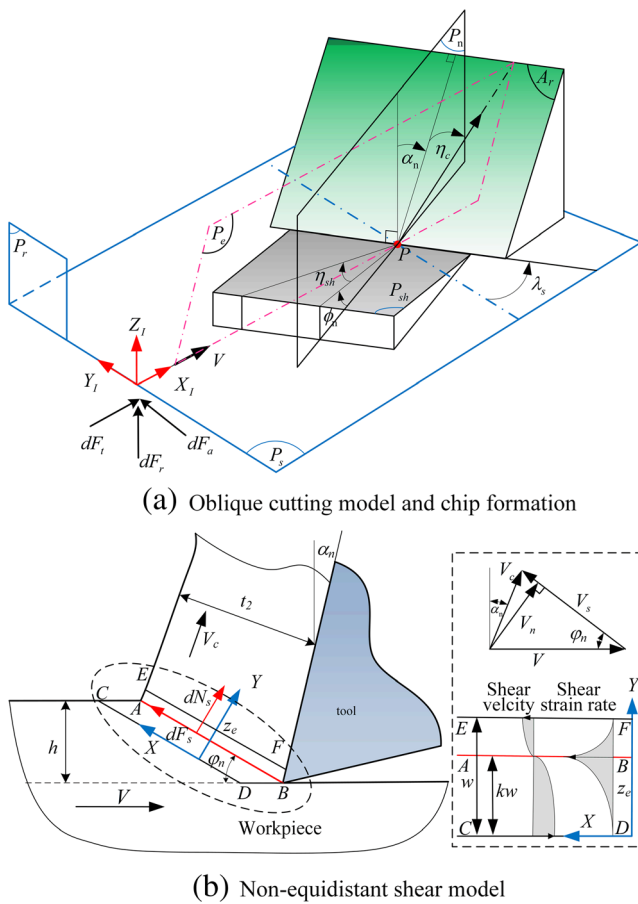 P_n
A_r
α_n
η_c
P_r
P_e
P
η_sh
P_sh
ϕ_n
λ_s
Z_I
V
Y_I
X_I
dF_t
dF_a
dF_r
P_s
(a) Oblique cutting model and chip formation
α_n
t_2
V_c
V_c
V_s
α_n
V_n
φ_n
V
E
C
dN_s
Y
tool
Shear velcity
Shear strain rate
Y
A
z_e
E
F
X
dF_s
F
h
φ_n
A
B
w
kw
z_e
D
B
C
X
D
V
Workpiece
(b) Non-equidistant shear model